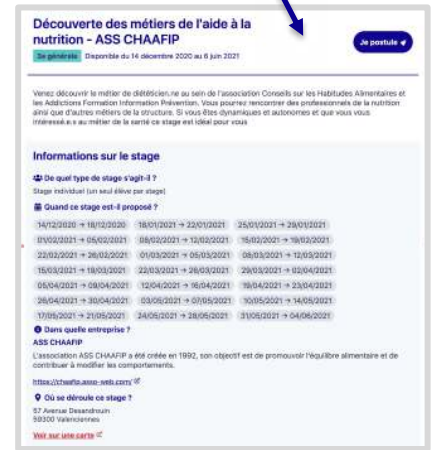 Découverte des métiers de l'aide à la
nutrition - ASS CHAAFIP
Je postule
3e générale Disponible du 14 décembre 2020 au 6 juin 2021
Venez découvrir le métier de diététicien.ne au sein de l'association Conseils sur les Habitudes Alimentaires et
les Addictions Formation Information Prévention. Vous pourrez rencontrer des professionnels de la nutrition
ainsi que d'autres métiers de la structure. Si vous êtes dynamiques et autonomes et que vous vous
intéressé.e.s au métier de la santé ce stage est idéal pour vous
Informations sur le stage
De quel type de stage s'agit-il ?
Stage individuel (un seul élève par stage)
Quand ce stage est-il proposé ?
14/12/2020 → 18/12/2020 18/01/2021 → 22/01/2021 25/01/2021 → 29/01/2021
01/02/2021 → 05/02/2021 08/02/2021 → 12/02/2021 15/02/2021 → 19/02/2021
22/02/2021 → 26/02/2021 01/03/2021 → 05/03/2021 08/03/2021 → 12/03/2021
15/03/2021 → 19/03/2021 22/03/2021 → 26/03/2021 29/03/2021 → 02/04/2021
05/04/2021 → 09/04/2021 12/04/2021 → 16/04/2021 19/04/2021 → 23/04/2021
26/04/2021 → 30/04/2021 03/05/2021 → 07/05/2021 10/05/2021 → 14/05/2021
17/05/2021 → 21/05/2021 24/05/2021 → 28/05/2021 31/05/2021 → 04/06/2021
Dans quelle entreprise ?
ASS CHAAFIP
L'association ASS CHAAFIP a été créée en 1992, son objectif est de promouvoir l'équilibre alimentaire et de
contribuer à modifier les comportements.
https://chaafip.asso-web.com/
Où se déroule ce stage ?
57 Avenue Desandrouin
59300 Valenciennes
Voir sur une carte